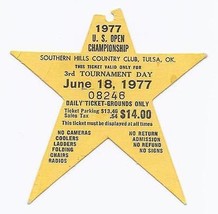 1977
U. S. OPEN
CHAMPIONSHIP
SOUTHERN HILLS COUNTRY CLUB, TULSA, OK.
THIS TICKET VALID ONLY FOR
3rd TOURNAMENT DAY
June 18, 1977
08246
DAILY TICKET-GROUNDS ONLY
Ticket Parking $13.46
Sales Tax .54 $14.00
This ticket must be displayed at all times
NO CAMERAS
COOLERS
LADDERS
FOLDING
CHAIRS
RADIOS
NO RETURN
ADMISSION
NO REFUND
NO SIGNS